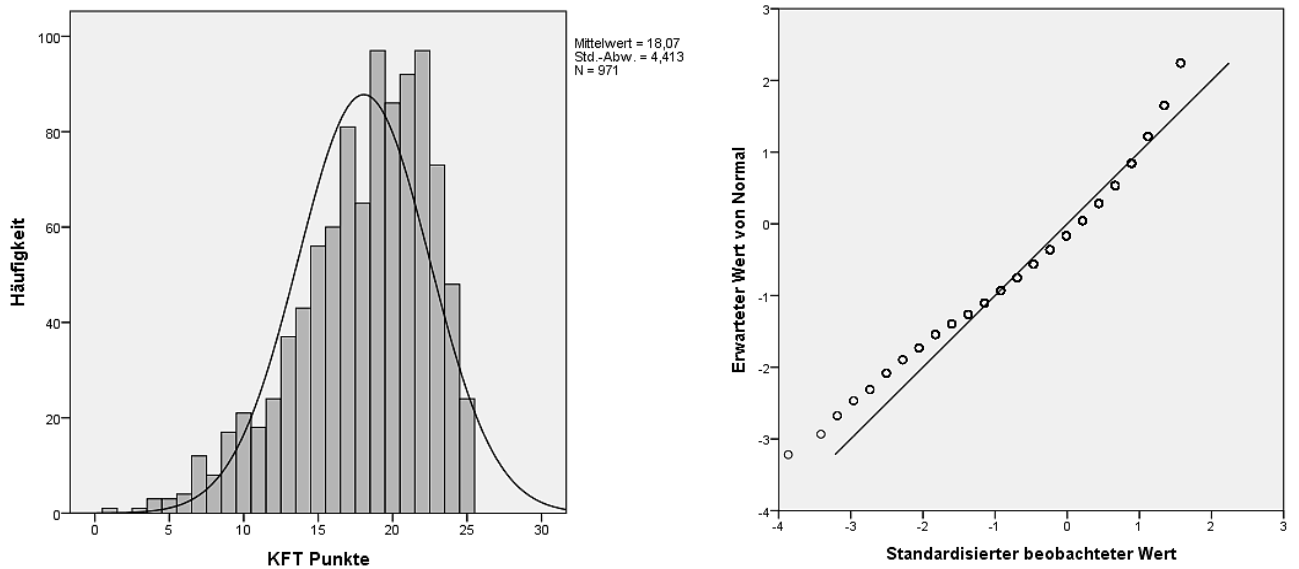 Mittelwert = 18,07
Std.-Abw. = 4,413
N = 971
Häufigkeit
100
80
60
40
20
0
0 5 10 15 20 25 30
KFT Punkte
Erwarteter Wert von Normal
3
2
1
0
-1
-2
-3
-4
-4 -3 -2 -1 0 1 2 3
Standardisierter beobachteter Wert